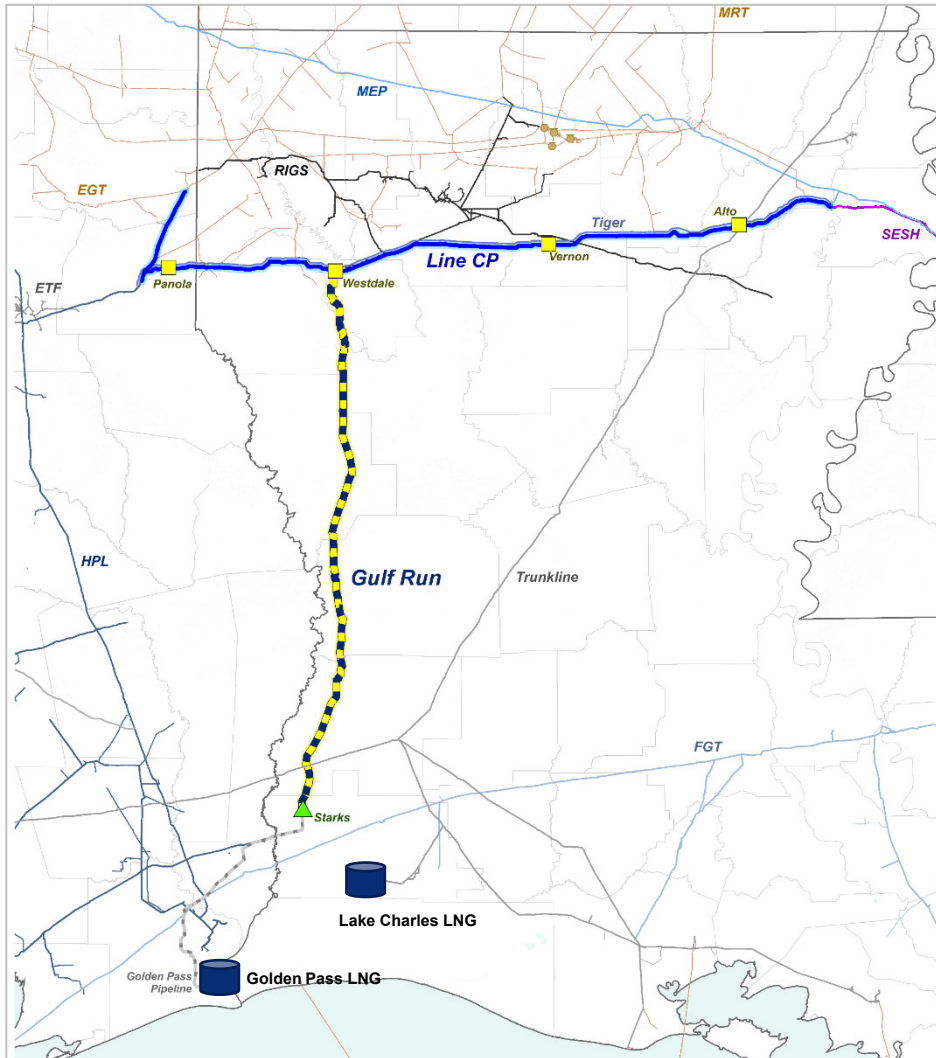 MRT
MEP
EGT
RIGS
Alto
Tiger
SESH
Line CP
Vernon
Panola
Westdale
ETF
HPL
Gulf Run
Trunkline
FGT
Starks
Lake Charles LNG
Golden Pass
Pipeline
Golden Pass LNG